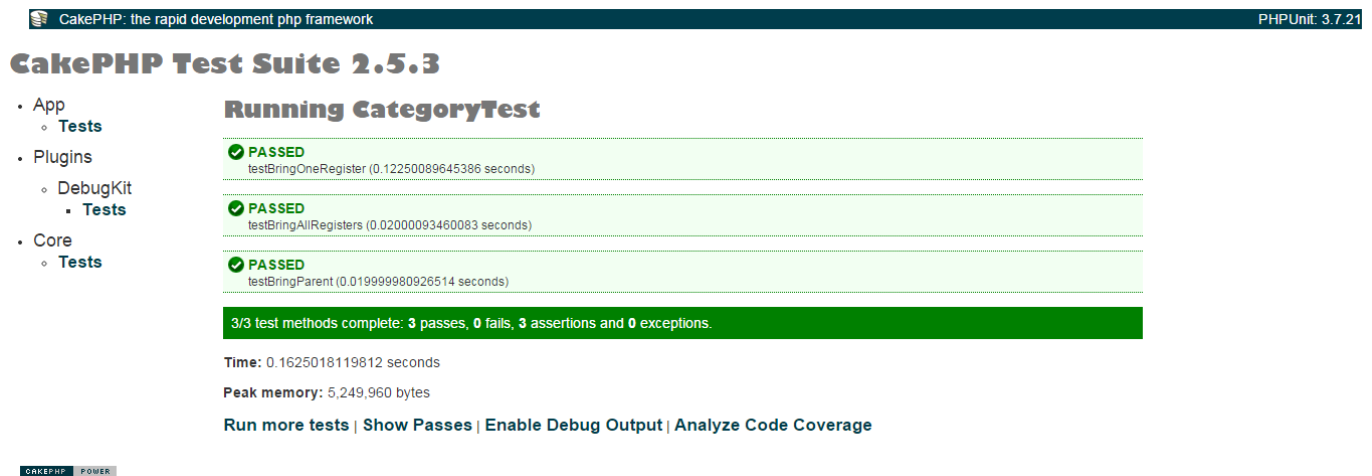 CakePHP: the rapid development php framework
PHPUnit: 3.7.21
CakePHP Test Suite 2.5.3
App
Tests
Plugins
DebugKit
Tests
Core
Tests
Running CategoryTest
PASSED
testBringOneRegister (0.12250089645386 seconds)
PASSED
testBringAllRegisters (0.02000093460083 seconds)
PASSED
testBringParent (0.019999980926514 seconds)
3/3 test methods complete: 3 passes, 0 fails, 3 assertions and 0 exceptions.
Time: 0.1625018119812 seconds
Peak memory: 5,249,960 bytes
Run more tests | Show Passes | Enable Debug Output | Analyze Code Coverage
CAKEPHP POWER